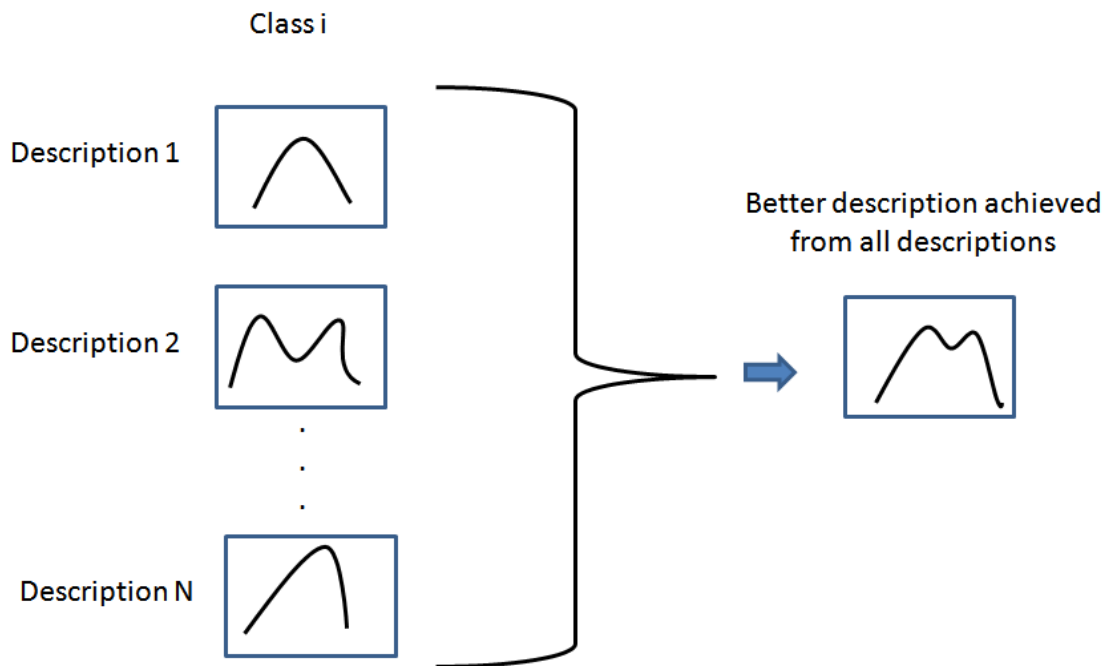 Class i
Description 1
Better description achieved
from all descriptions
Description 2
.
.
.
Description N